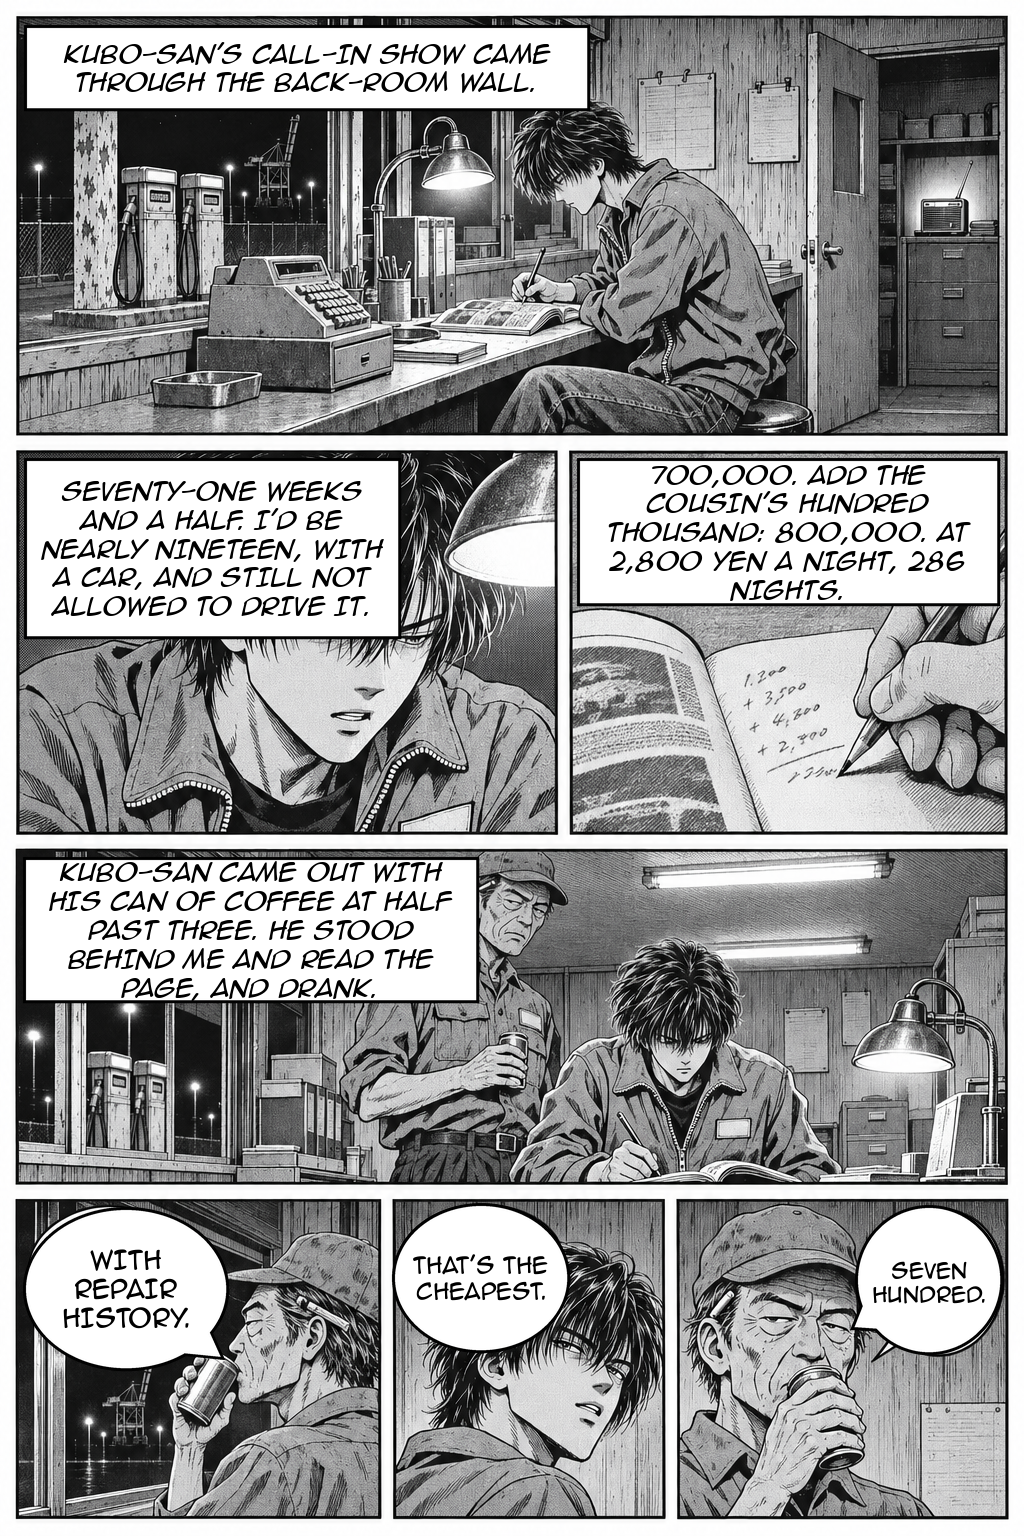 KUBO-SAN'S CALL-IN SHOW CAME
THROUGH THE BACK-ROOM WALL.
SEVENTY-ONE WEEKS
AND A HALF. I'D BE
NEARLY NINETEEN, WITH
A CAR, AND STILL NOT
ALLOWED TO DRIVE IT.
700,000. ADD THE
COUSIN'S HUNDRED
THOUSAND: 800,000. AT
2,800 YEN A NIGHT, 286
NIGHTS.
1,200
+ 3,500
+ 4,800
KUBO-SAN CAME OUT WITH
HIS CAN OF COFFEE AT HALF
PAST THREE. HE STOOD
BEHIND ME AND READ THE
PAGE, AND DRANK.
WITH
REPAIR
HISTORY.
THAT'S THE
CHEAPEST.
SEVEN
HUNDRED.